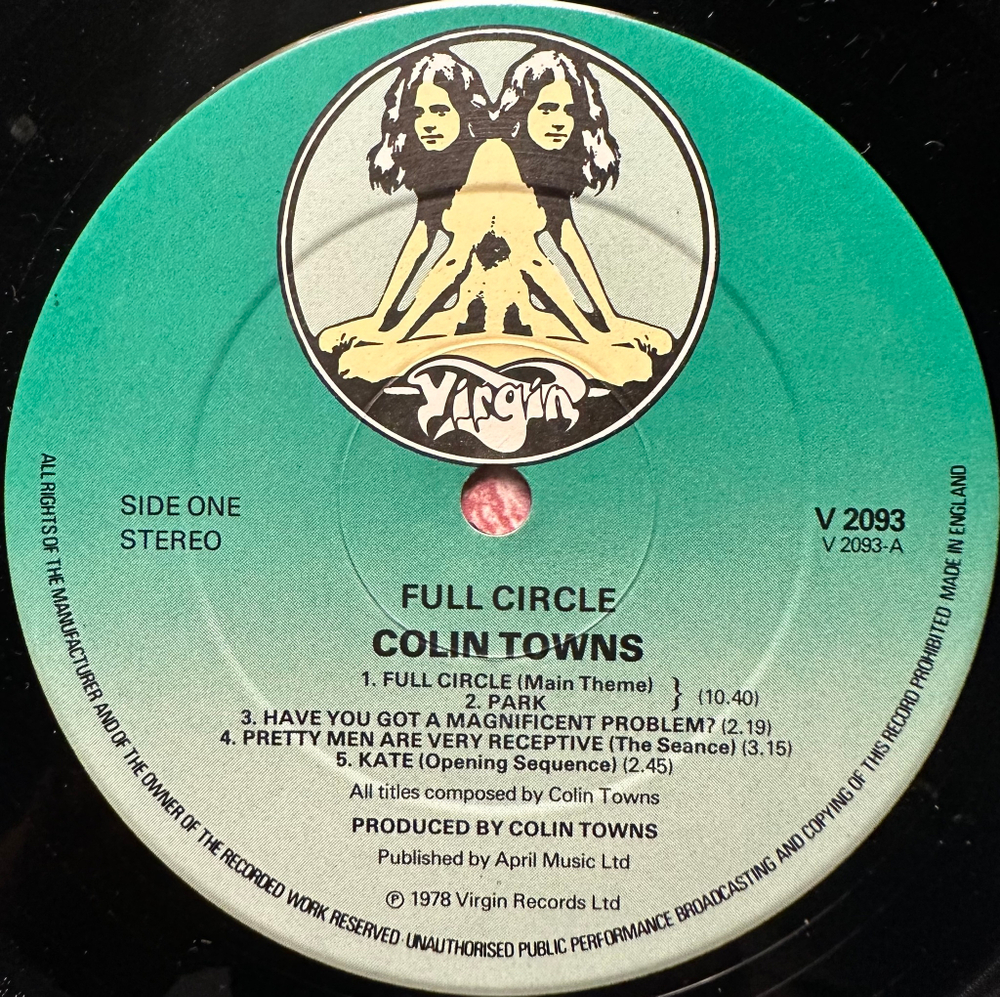 Virgin
SIDE ONE
STEREO
V 2093
V 2093-A
FULL CIRCLE
COLIN TOWNS
1. FULL CIRCLE (Main Theme)
2. PARK
} (10.40)
3. HAVE YOU GOT A MAGNIFICENT PROBLEM? (2.19)
4. PRETTY MEN ARE VERY RECEPTIVE (The Seance) (3.15)
5. KATE (Opening Sequence) (2.45)
All titles composed by Colin Towns
PRODUCED BY COLIN TOWNS
Published by April Music Ltd
℗ 1978 Virgin Records Ltd
ALL RIGHTS OF THE MANUFACTURER AND OF THE OWNER OF THE RECORDED WORK RESERVED · UNAUTHORISED PUBLIC PERFORMANCE BROADCASTING AND COPYING OF THIS RECORD PROHIBITED MADE IN ENGLAND